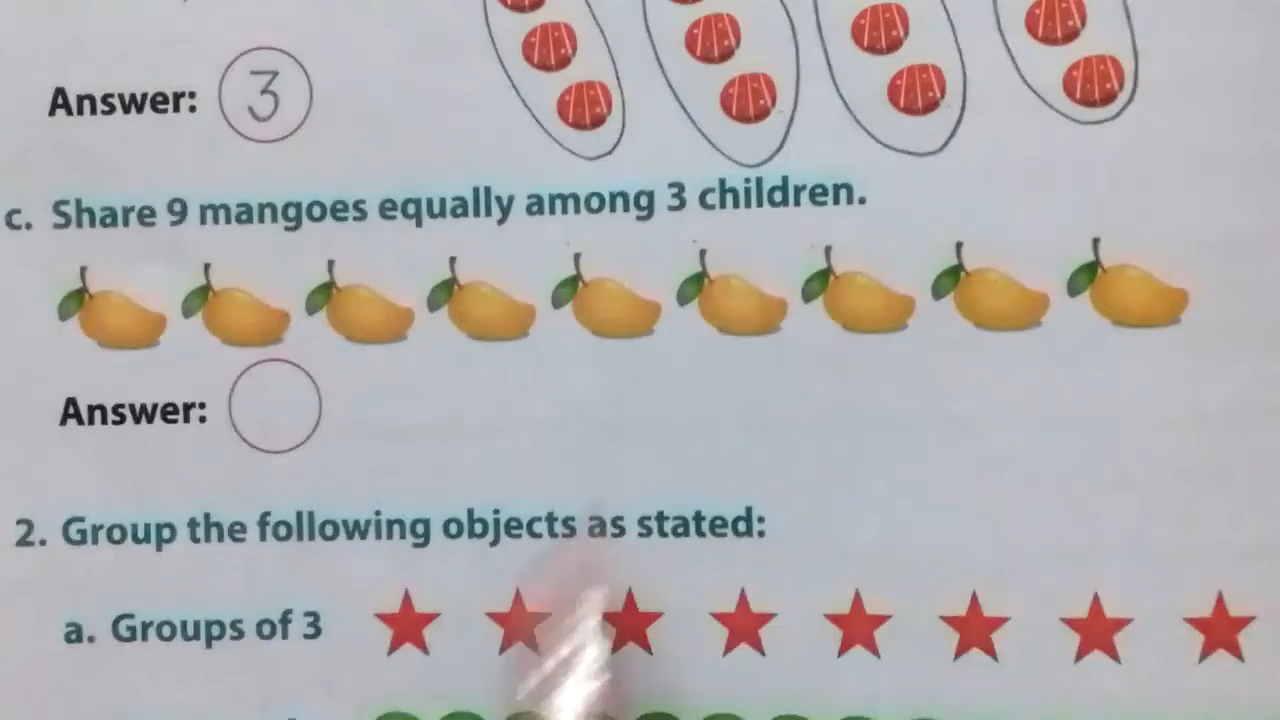 Answer: 3
c. Share 9 mangoes equally among 3 children.
Answer:
2. Group the following objects as stated:
a. Groups of 3